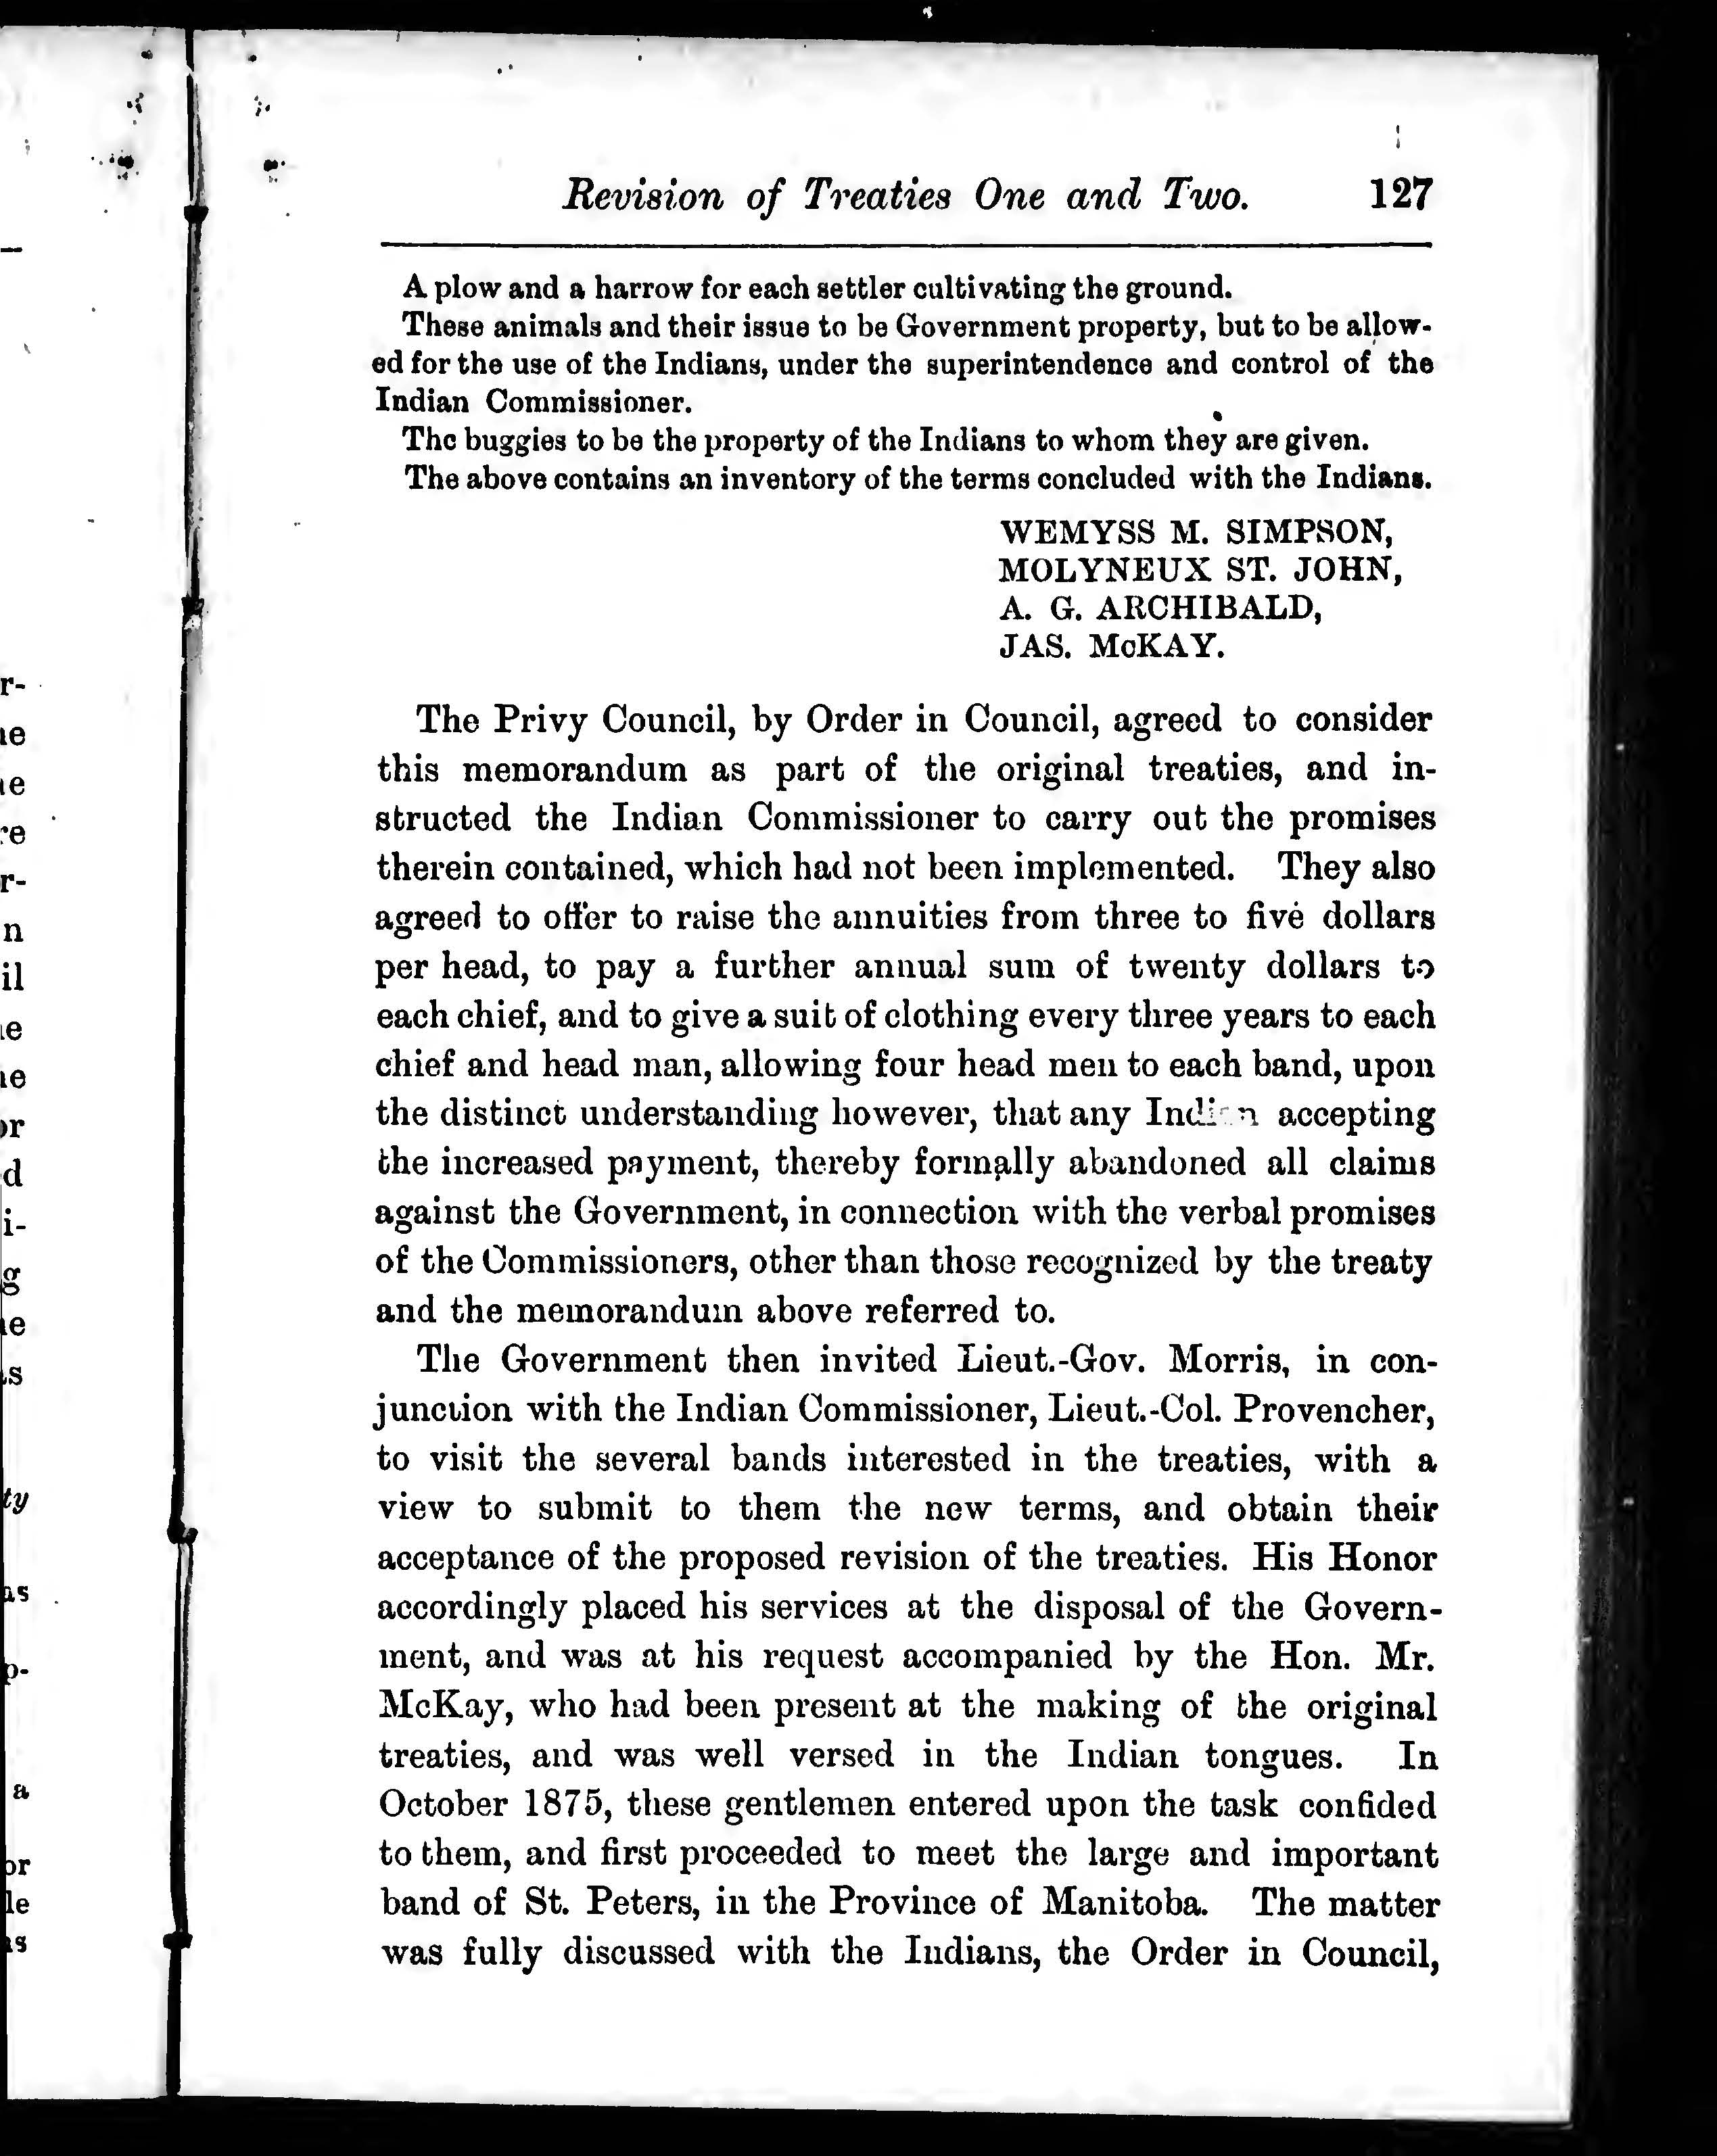 Revision of Treaties One and Two. 127
A plow and a harrow for each settler cultivating the ground.
These animals and their issue to be Government property, but to be allow-
ed for the use of the Indians, under the superintendence and control of the
Indian Commissioner.
The buggies to be the property of the Indians to whom they are given.
The above contains an inventory of the terms concluded with the Indians.
WEMYSS M. SIMPSON,
MOLYNEUX ST. JOHN,
A. G. ARCHIBALD,
JAS. McKAY.
The Privy Council, by Order in Council, agreed to consider
this memorandum as part of the original treaties, and in-
structed the Indian Commissioner to carry out the promises
therein contained, which had not been implemented. They also
agreed to offer to raise the annuities from three to five dollars
per head, to pay a further annual sum of twenty dollars to
each chief, and to give a suit of clothing every three years to each
chief and head man, allowing four head men to each band, upon
the distinct understanding however, that any Indian accepting
the increased payment, thereby formally abandoned all claims
against the Government, in connection with the verbal promises
of the Commissioners, other than those recognized by the treaty
and the memorandum above referred to.
The Government then invited Lieut.-Gov. Morris, in con-
junction with the Indian Commissioner, Lieut.-Col. Provencher,
to visit the several bands interested in the treaties, with a
view to submit to them the new terms, and obtain their
acceptance of the proposed revision of the treaties. His Honor
accordingly placed his services at the disposal of the Govern-
ment, and was at his request accompanied by the Hon. Mr.
McKay, who had been present at the making of the original
treaties, and was well versed in the Indian tongues. In
October 1875, these gentlemen entered upon the task confided
to them, and first proceeded to meet the large and important
band of St. Peters, in the Province of Manitoba. The matter
was fully discussed with the Indians, the Order in Council,